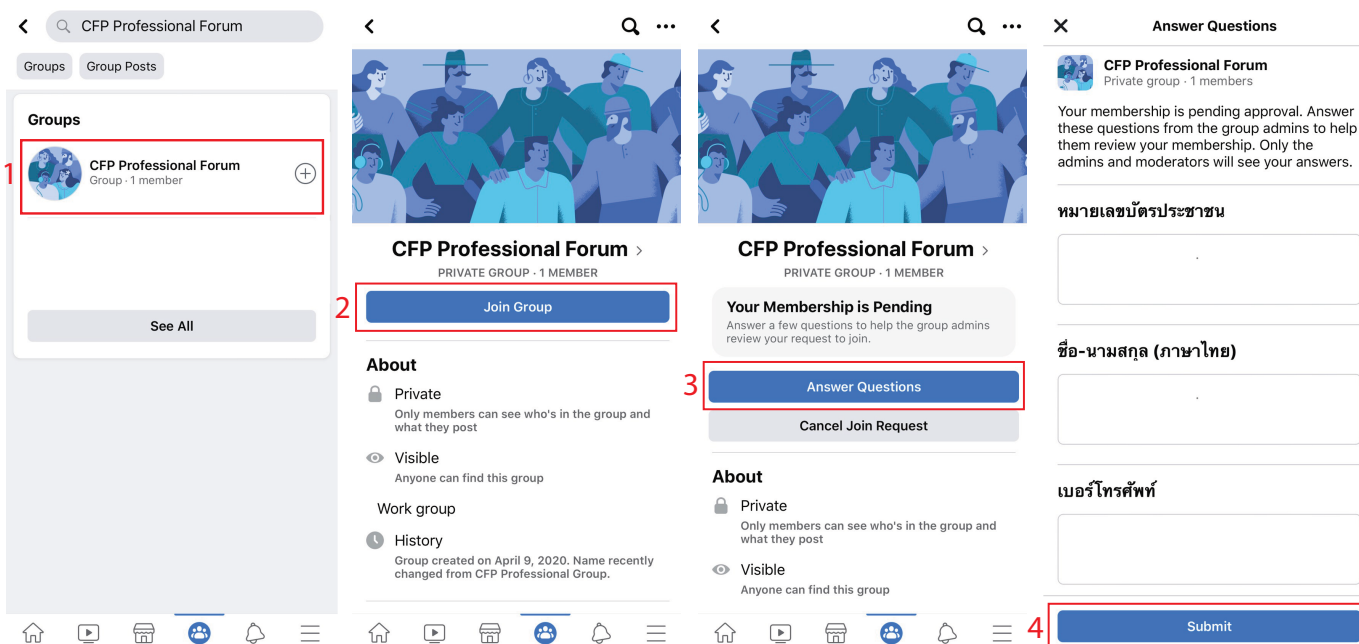 CFP Professional Forum
Groups
Group Posts
Groups
1
CFP Professional Forum
Group · 1 member
See All
CFP Professional Forum
PRIVATE GROUP · 1 MEMBER
2
Join Group
About
Private
Only members can see who's in the group and
what they post
Visible
Anyone can find this group
Work group
History
Group created on April 9, 2020. Name recently
changed from CFP Professional Group.
CFP Professional Forum
PRIVATE GROUP · 1 MEMBER
Your Membership is Pending
Answer a few questions to help the group admins
review your request to join.
3
Answer Questions
Cancel Join Request
About
Private
Only members can see who's in the group and
what they post
Visible
Anyone can find this group
Answer Questions
CFP Professional Forum
Private group · 1 members
Your membership is pending approval. Answer
these questions from the group admins to help
them review your membership. Only the
admins and moderators will see your answers.
หมายเลขบัตรประชาชน
ชื่อ-นามสกุล (ภาษาไทย)
เบอร์โทรศัพท์
4
Submit